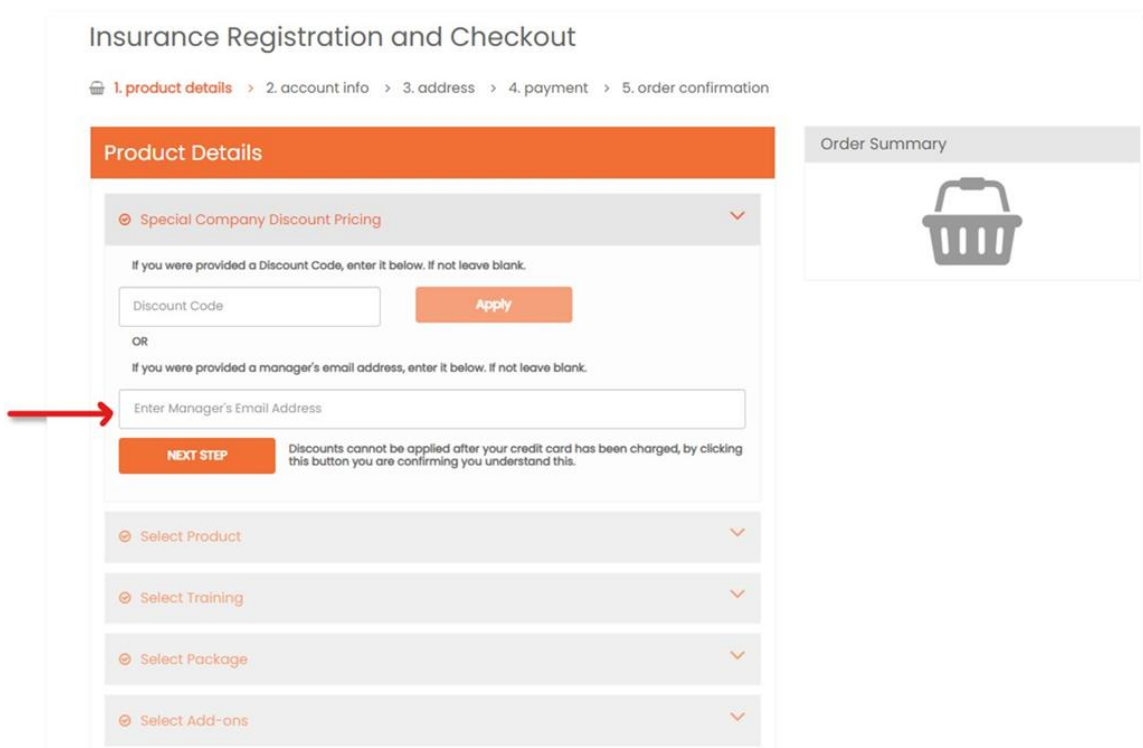 Insurance Registration and Checkout
1. product details > 2. account info > 3. address > 4. payment > 5. order confirmation
Product Details
Order Summary
Special Company Discount Pricing
If you were provided a Discount Code, enter it below. If not leave blank.
Discount Code
Apply
OR
If you were provided a manager's email address, enter it below. If not leave blank.
Enter Manager's Email Address
NEXT STEP
Discounts cannot be applied after your credit card has been charged, by clicking
this button you are confirming you understand this.
Select Product
Select Training
Select Package
Select Add-ons